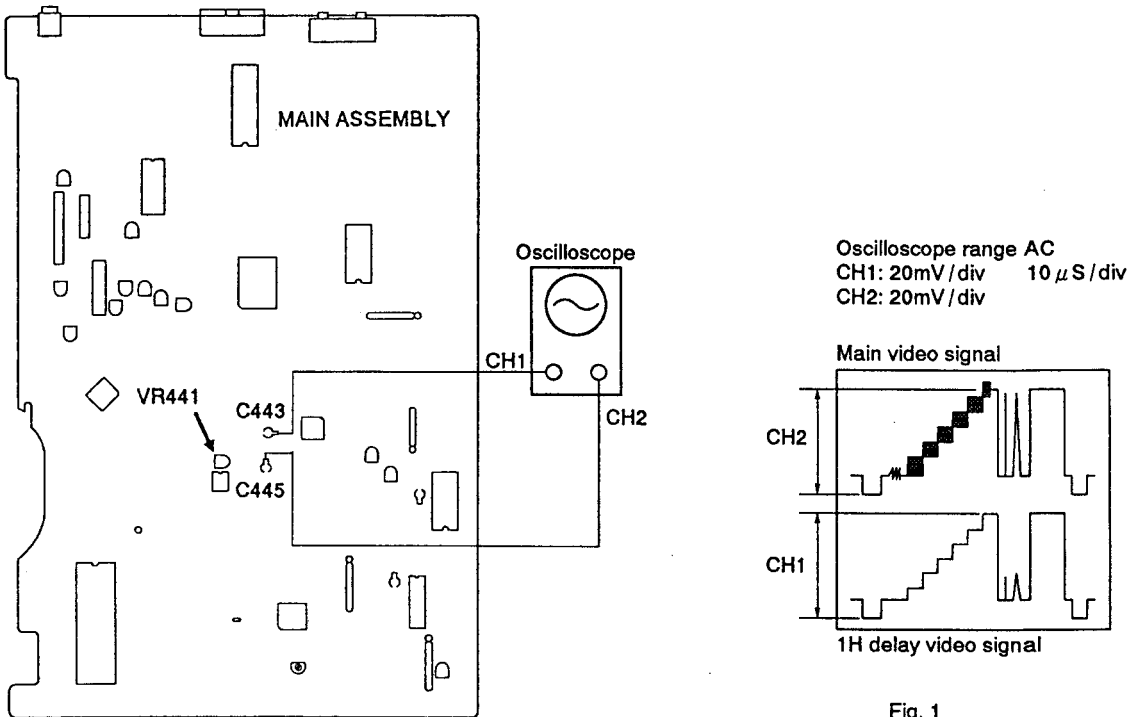 MAIN ASSEMBLY
Oscilloscope
CH1
CH2
VR441
C443
C445
Oscilloscope range AC
CH1: 20mV/div 10 μS/div
CH2: 20mV/div
Main video signal
CH2
CH1
1H delay video signal
Fig. 1